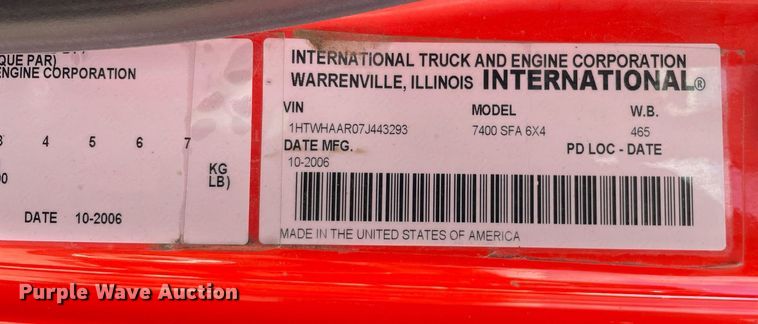 QUE PAR)
ENGINE CORPORATION
4 5 6 7
KG
LB)
DATE 10-2006
INTERNATIONAL TRUCK AND ENGINE CORPORATION
WARRENVILLE, ILLINOIS INTERNATIONAL®
VIN MODEL W.B.
1HTWHAAR07J443293 7400 SFA 6X4 465
DATE MFG. PD LOC - DATE
10-2006
MADE IN THE UNITED STATES OF AMERICA
Purple Wave Auction